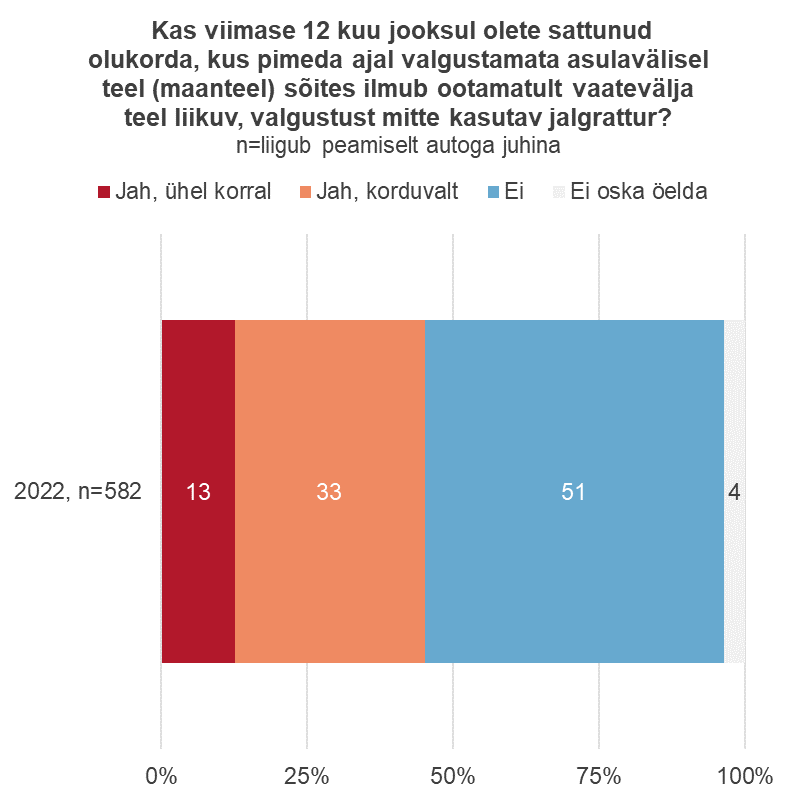 Kas viimase 12 kuu jooksul olete sattunud
olukorda, kus pimeda ajal valgustamata asulavälisel
teel (maanteel) sõites ilmub ootamatult vaatevälja
teel liikuv, valgustust mitte kasutav jalgrattur?
n=liigub peamiselt autoga juhina
Jah, ühel korral Jah, korduvalt Ei Ei oska öelda
2022, n=582 13 33 51 4
0% 25% 50% 75% 100%